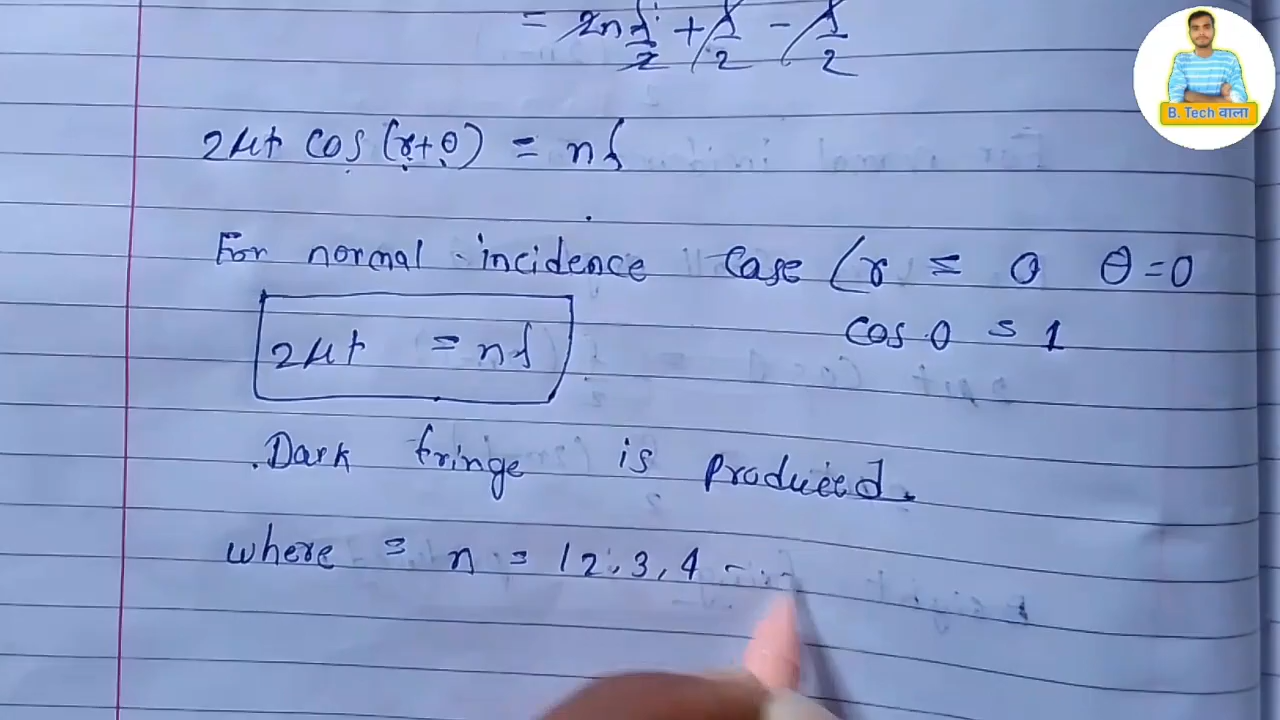 = 2nλ/2 + λ/2 - λ/2
B. Tech वाला
2μt cos(r+θ) = nλ
For normal incidence case (r = 0 θ=0
2μt = nλ
cos 0 = 1
.Dark fringe is produced.
where = n = 1 2, 3, 4 - . -